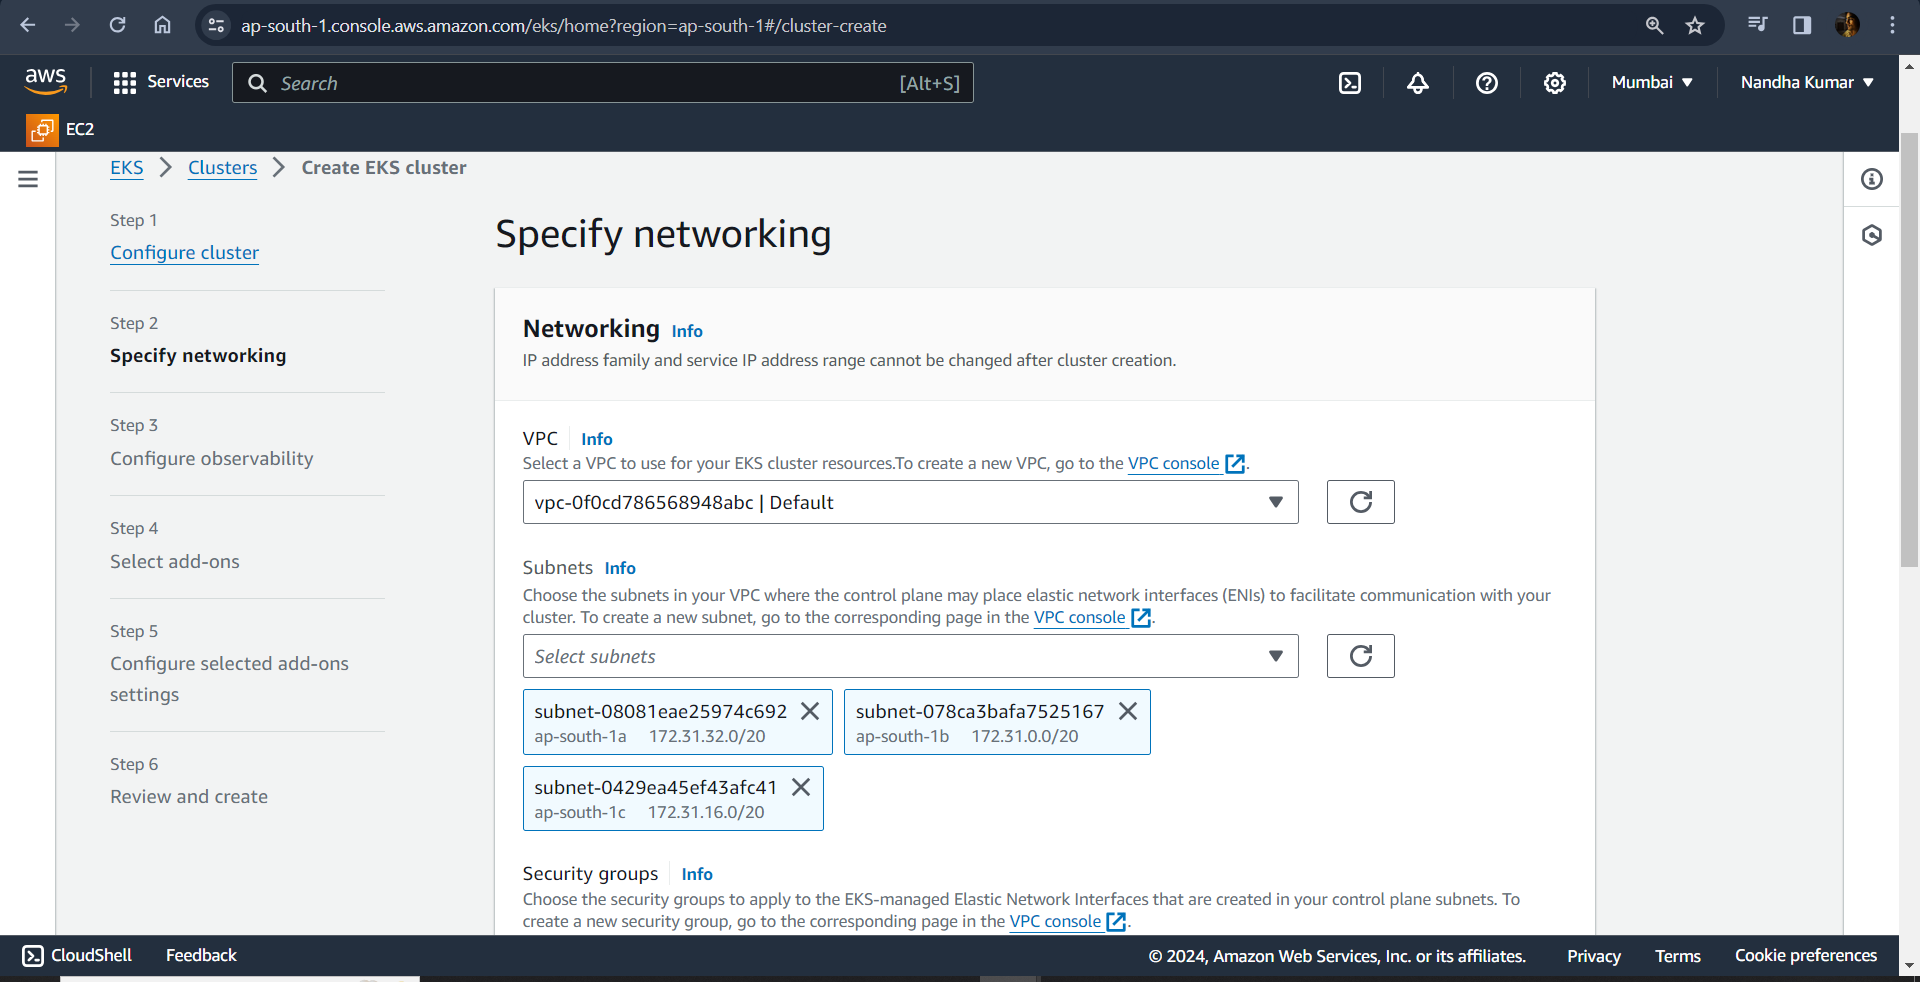 ap-south-1.console.aws.amazon.com/eks/home?region=ap-south-1#/cluster-create
aws
Services
Search
[Alt+S]
Mumbai
Nandha Kumar
EC2
EKS
Clusters
Create EKS cluster
Step 1
Configure cluster
Step 2
Specify networking
Step 3
Configure observability
Step 4
Select add-ons
Step 5
Configure selected add-ons
settings
Step 6
Review and create
Specify networking
Networking Info
IP address family and service IP address range cannot be changed after cluster creation.
VPC Info
Select a VPC to use for your EKS cluster resources.To create a new VPC, go to the VPC console.
vpc-0f0cd786568948abc | Default
Subnets Info
Choose the subnets in your VPC where the control plane may place elastic network interfaces (ENIs) to facilitate communication with your
cluster. To create a new subnet, go to the corresponding page in the VPC console.
Select subnets
subnet-08081eae25974c692
ap-south-1a 172.31.32.0/20
subnet-078ca3bafa7525167
ap-south-1b 172.31.0.0/20
subnet-0429ea45ef43afc41
ap-south-1c 172.31.16.0/20
Security groups Info
Choose the security groups to apply to the EKS-managed Elastic Network Interfaces that are created in your control plane subnets. To
create a new security group, go to the corresponding page in the VPC console.
CloudShell
Feedback
© 2024, Amazon Web Services, Inc. or its affiliates.
Privacy
Terms
Cookie preferences